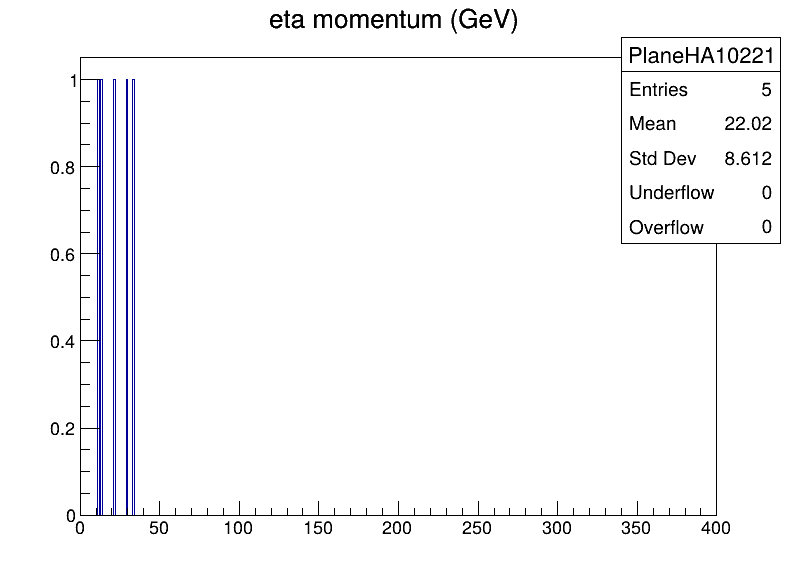 eta momentum (GeV)
PlaneHA10221
Entries 5
Mean 22.02
Std Dev 8.612
Underflow 0
Overflow 0
1
0.8
0.6
0.4
0.2
0
0 50 100 150 200 250 300 350 400